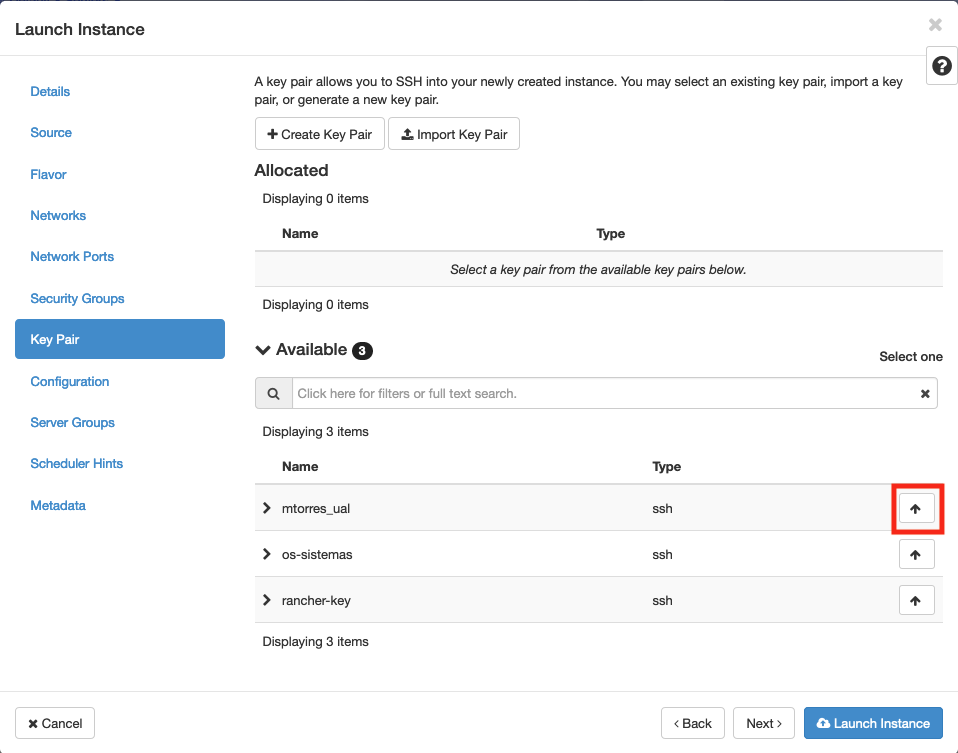 Launch Instance
Details
Source
Flavor
Networks
Network Ports
Security Groups
Key Pair
Configuration
Server Groups
Scheduler Hints
Metadata
A key pair allows you to SSH into your newly created instance. You may select an existing key pair, import a key
pair, or generate a new key pair.
Create Key Pair Import Key Pair
Allocated
Displaying 0 items
Name Type
Select a key pair from the available key pairs below.
Displaying 0 items
Available 3
Select one
Click here for filters or full text search.
Displaying 3 items
Name Type
mtorres_ual ssh
os-sistemas ssh
rancher-key ssh
Displaying 3 items
Cancel ‹ Back Next › Launch Instance